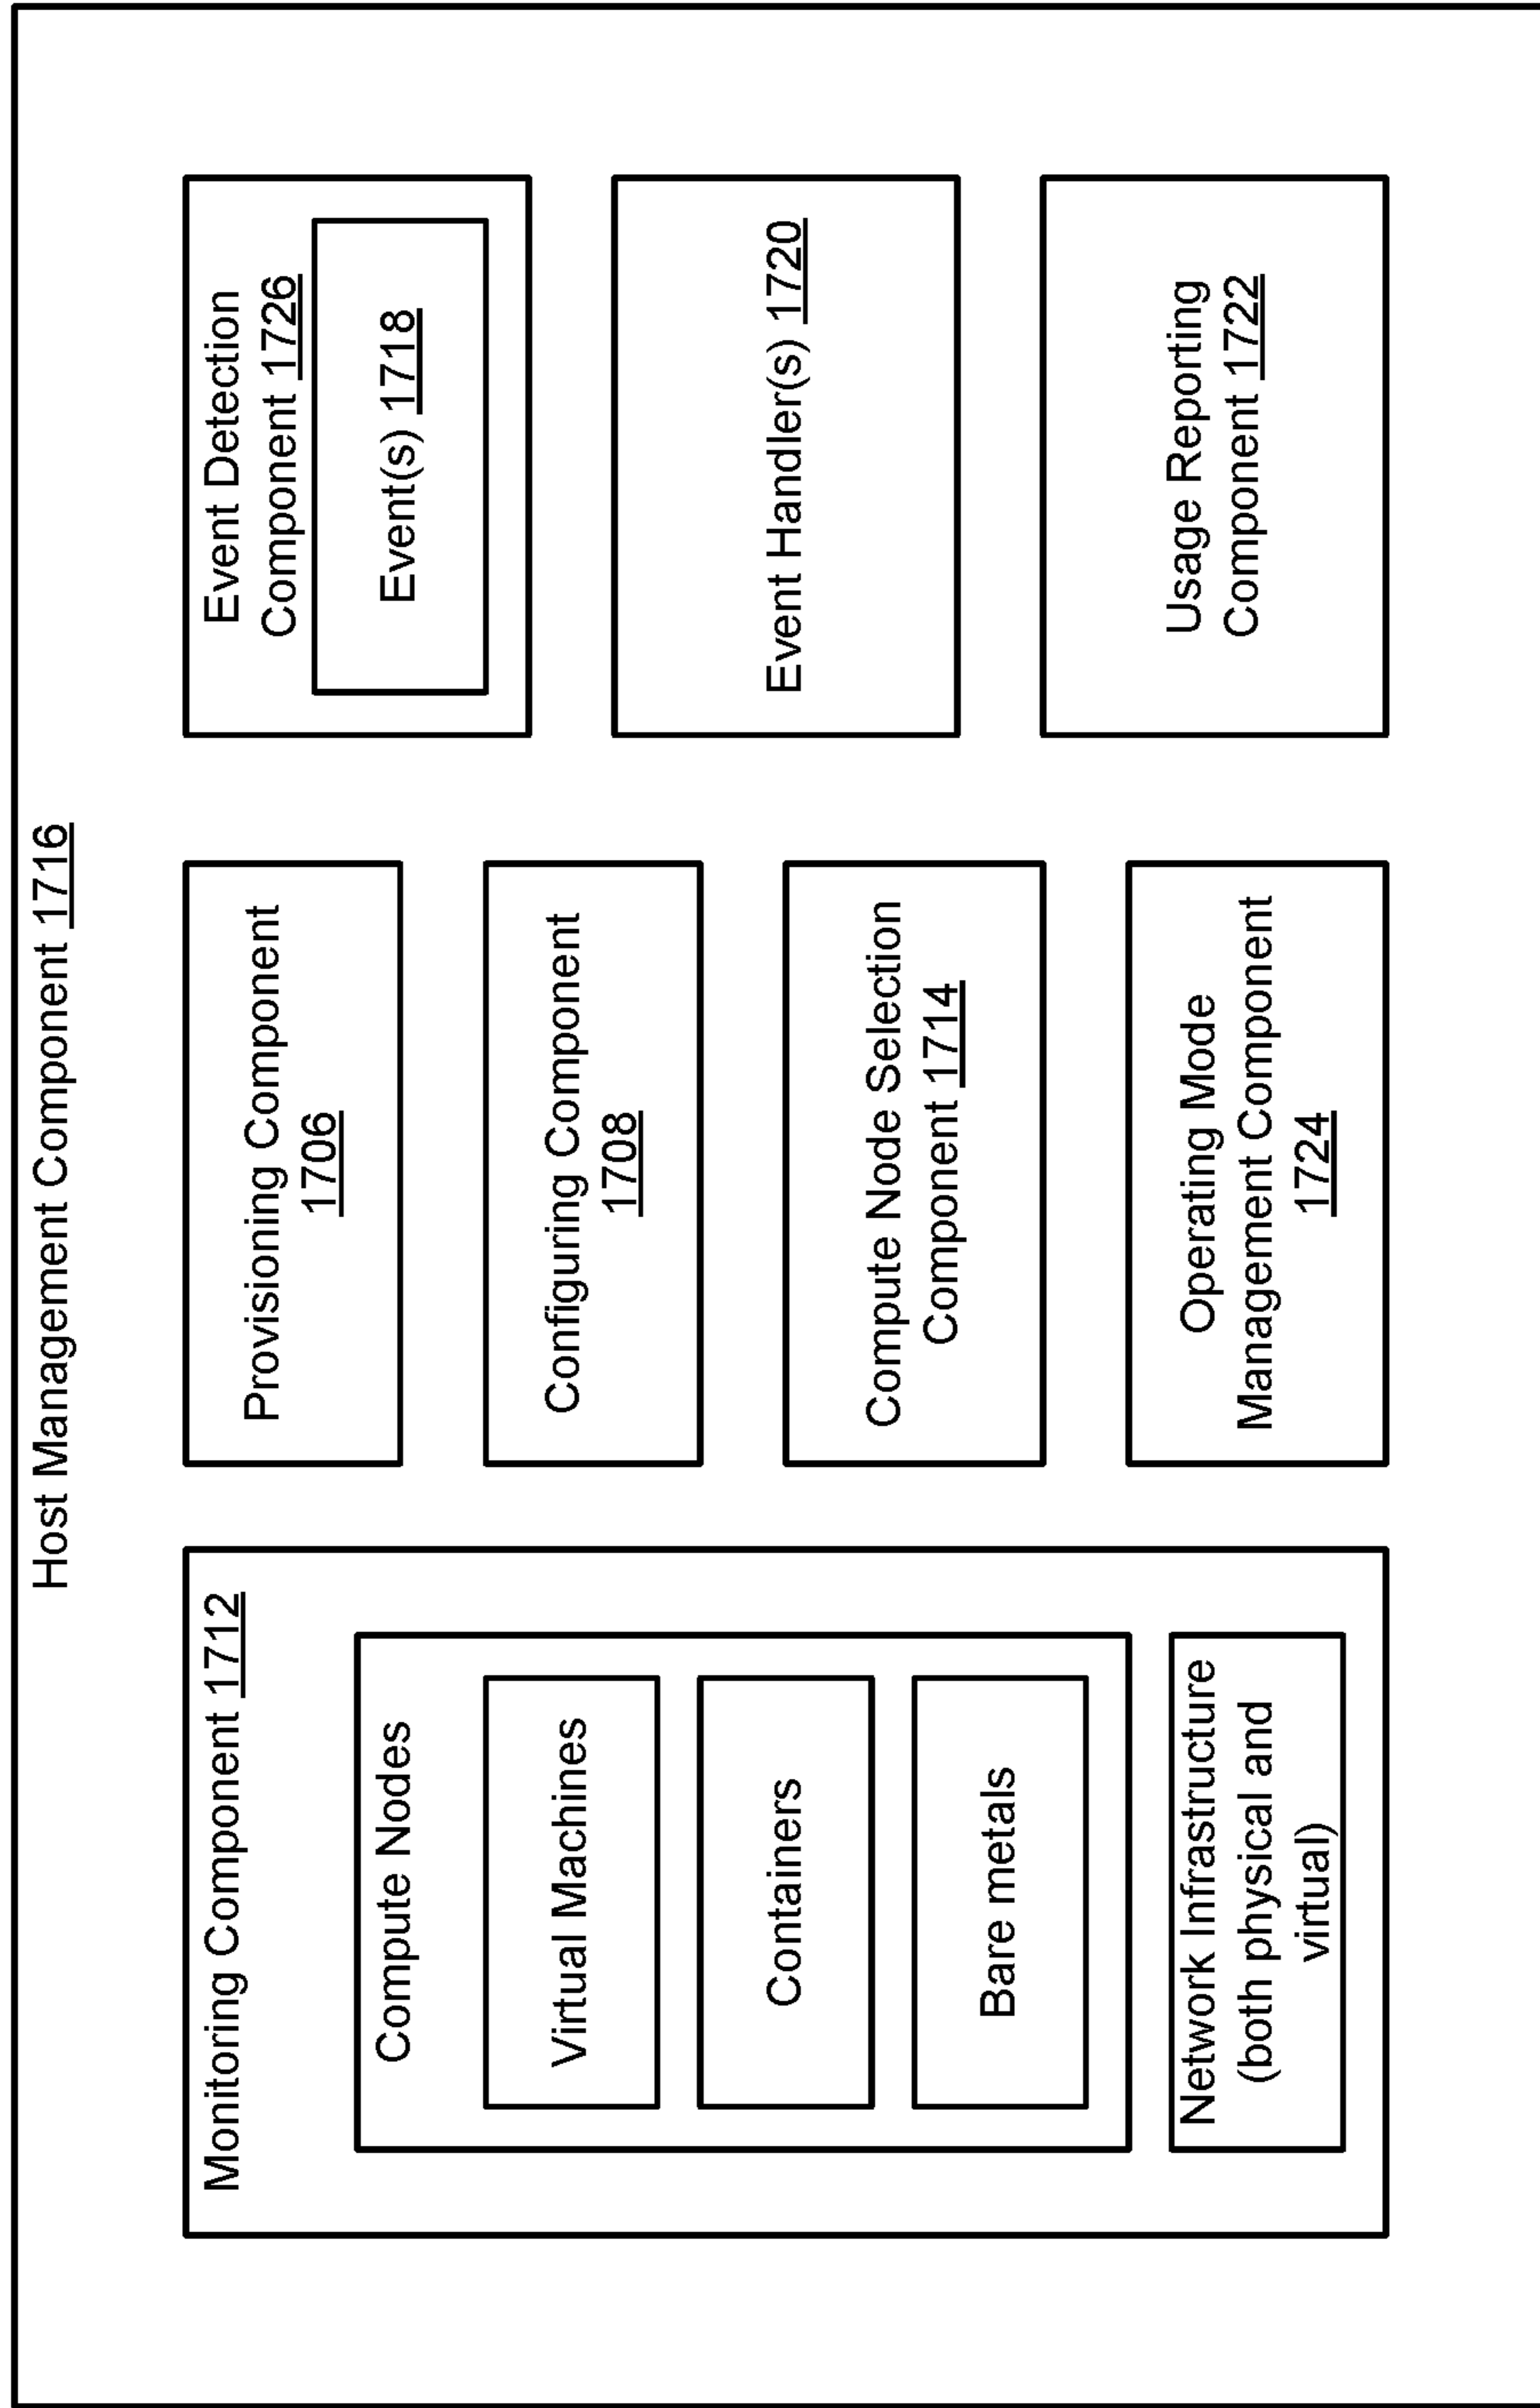 Host Management Component 1716
Monitoring Component 1712
Compute Nodes
Virtual Machines
Containers
Bare metals
Network Infrastructure
(both physical and
virtual)
Provisioning Component
1706
Configuring Component
1708
Compute Node Selection
Component 1714
Operating Mode
Management Component
1724
Event Detection
Component 1726
Event(s) 1718
Event Handler(s) 1720
Usage Reporting
Component 1722